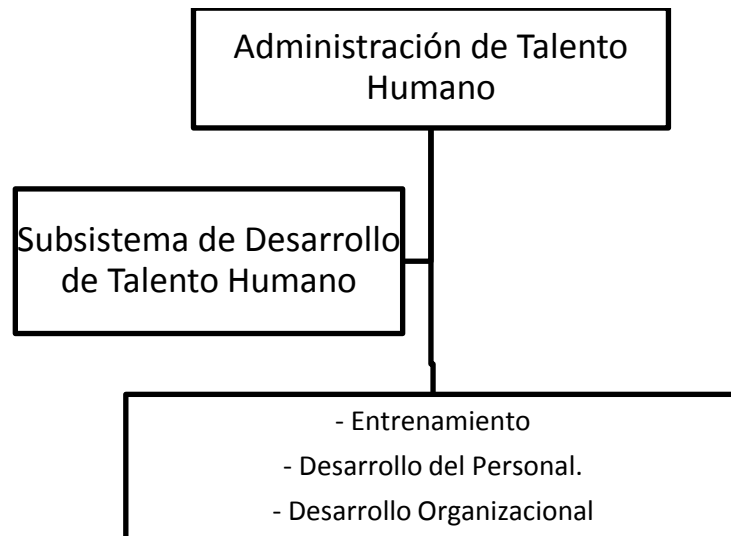 Administración de Talento
Humano
Subsistema de Desarrollo
de Talento Humano
- Entrenamiento
- Desarrollo del Personal.
- Desarrollo Organizacional